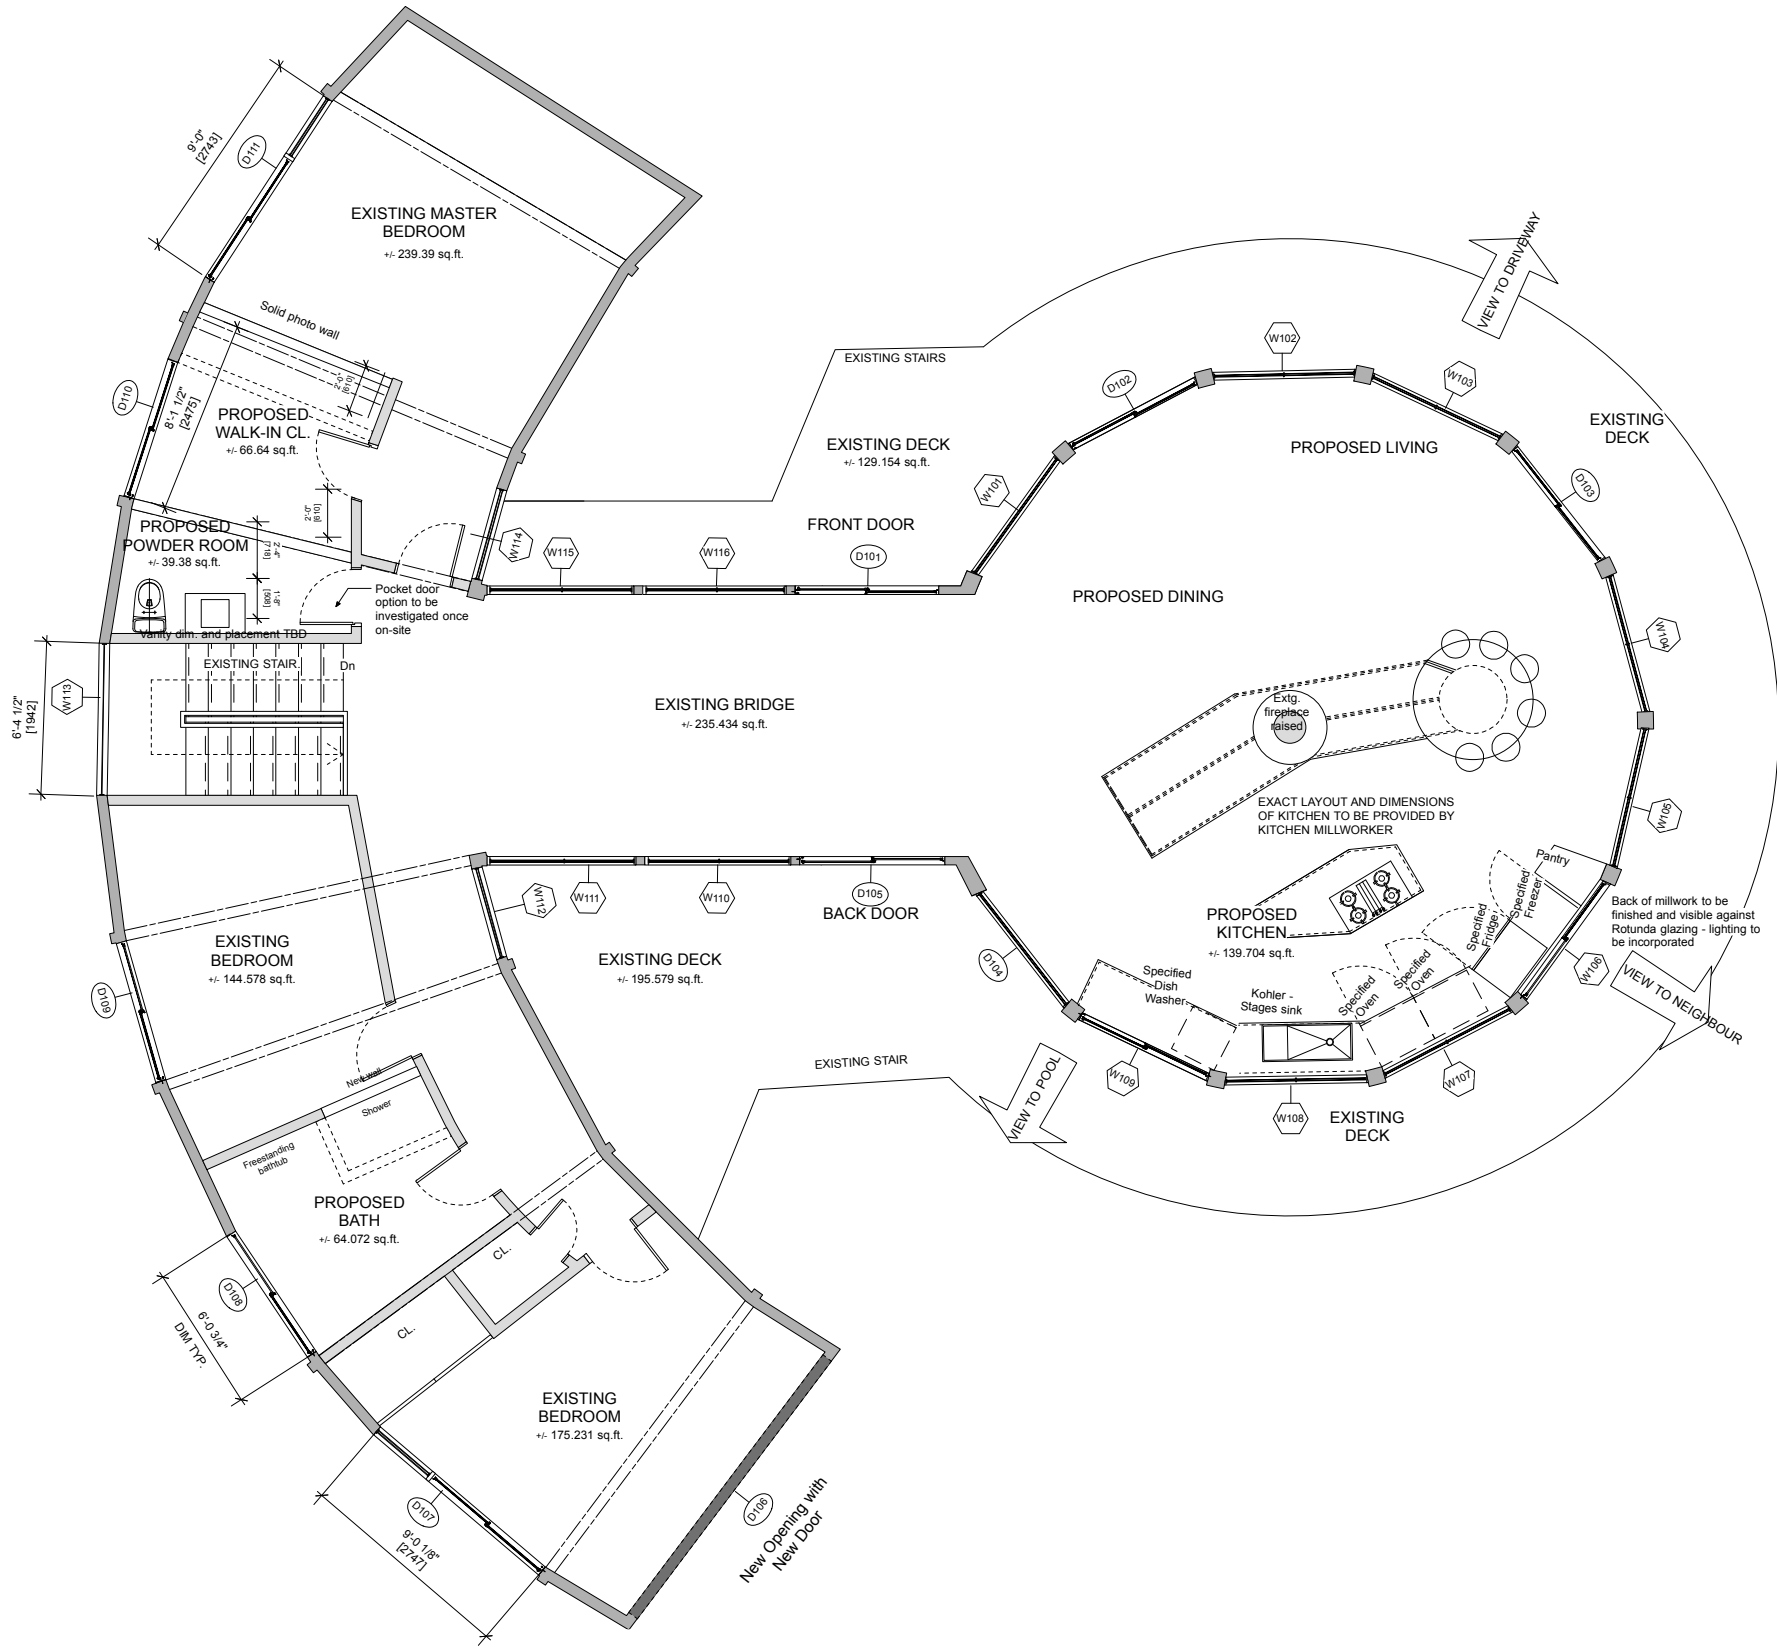 9'-0"
[2743]
D111
EXISTING MASTER
BEDROOM
+/- 239.39 sq.ft.
Solid photo wall
D110
8'-1 1/2"
[2475]
2'-0"
[610]
PROPOSED
WALK-IN CL.
+/- 66.64 sq.ft.
2'-0"
[610]
PROPOSED
POWDER ROOM
+/- 39.38 sq.ft.
2'-4"
[718]
1'-8"
[508]
Pocket door
option to be
investigated once
on-site
Vanity dim. and placement TBD
W114
W115
W116
D101
FRONT DOOR
EXISTING STAIRS
EXISTING DECK
+/- 129.154 sq.ft.
W101
D102
W102
W103
VIEW TO DRIVEWAY
EXISTING
DECK
PROPOSED LIVING
D103
PROPOSED DINING
W104
6'-4 1/2"
[1942]
W113
EXISTING STAIR.
Dn
EXISTING BRIDGE
+/- 235.434 sq.ft.
Extg.
fireplace
raised
EXACT LAYOUT AND DIMENSIONS
OF KITCHEN TO BE PROVIDED BY
KITCHEN MILLWORKER
W105
Pantry
Specified
Freezer
Specified
Fridge
Back of millwork to be
finished and visible against
Rotunda glazing - lighting to
be incorporated
W106
VIEW TO NEIGHBOUR
PROPOSED
KITCHEN
+/- 139.704 sq.ft.
Specified
Oven
Specified
Oven
Kohler -
Stages sink
Specified
Dish
Washer
W112
W111
W110
D105
BACK DOOR
D104
EXISTING
BEDROOM
+/- 144.578 sq.ft.
EXISTING DECK
+/- 195.579 sq.ft.
D109
EXISTING STAIR
VIEW TO POOL
W109
W108
W107
EXISTING
DECK
New wall
Shower
Freestanding
bathtub
PROPOSED
BATH
+/- 64.072 sq.ft.
CL.
CL.
D108
6'-0 3/4"
DIM TYP.
EXISTING
BEDROOM
+/- 175.231 sq.ft.
D107
9'-0 1/8"
[2747]
D106
New Opening with
New Door